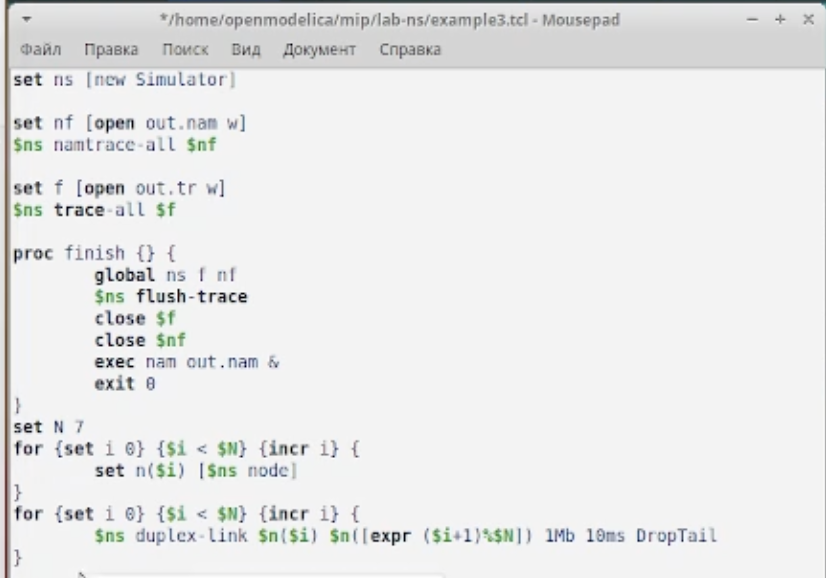 */home/openmodelica/mip/lab-ns/example3.tcl - Mousepad
Файл Правка Поиск Вид Документ Справка
set ns [new Simulator]
set nf [open out.nam w]
$ns namtrace-all $nf
set f [open out.tr w]
$ns trace-all $f
proc finish {} {
global ns f nf
$ns flush-trace
close $f
close $nf
exec nam out.nam &
exit 0
}
set N 7
for {set i 0} {$i < $N} {incr i} {
set n($i) [$ns node]
}
for {set i 0} {$i < $N} {incr i} {
$ns duplex-link $n($i) $n([expr ($i+1)%$N]) 1Mb 10ms DropTail
}